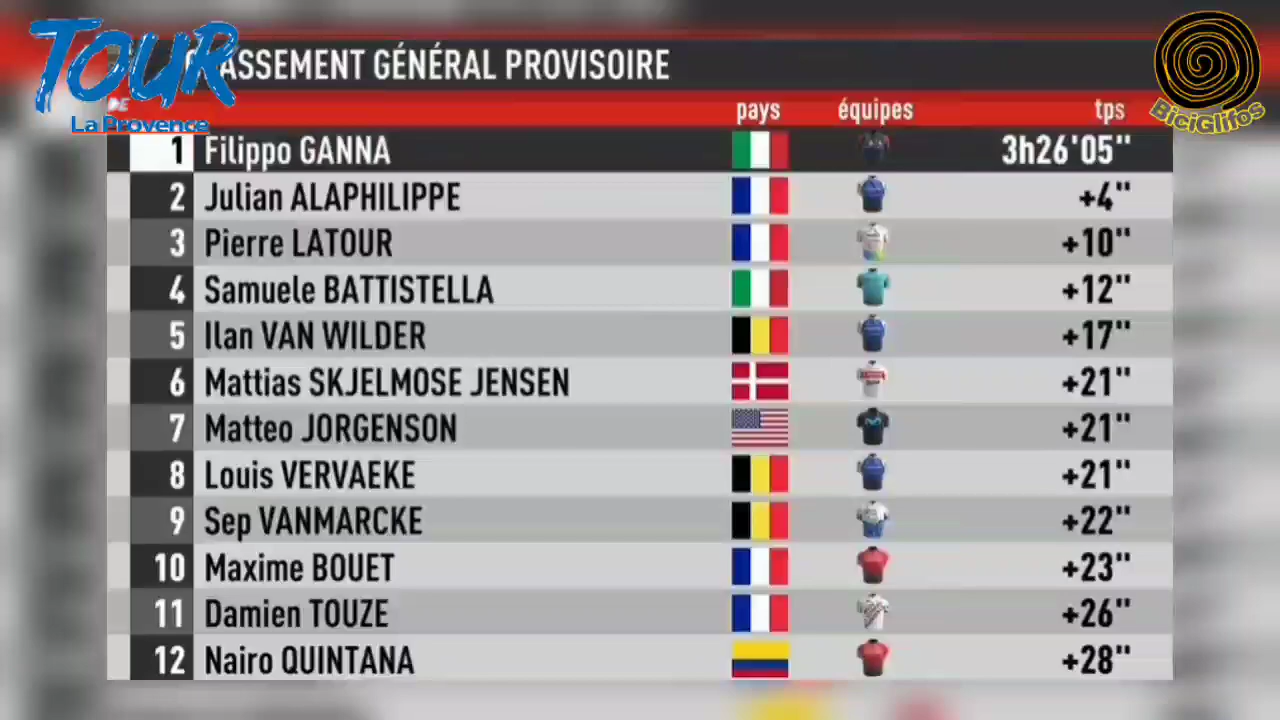 TOUR
DE
La Provence
CLASSEMENT GÉNÉRAL PROVISOIRE
BiciGlifos
pays équipes tps
1 Filippo GANNA 3h26'05"
2 Julian ALAPHILIPPE +4"
3 Pierre LATOUR +10"
4 Samuele BATTISTELLA +12"
5 Ilan VAN WILDER +17"
6 Mattias SKJELMOSE JENSEN +21"
7 Matteo JORGENSON +21"
8 Louis VERVAEKE +21"
9 Sep VANMARCKE +22"
10 Maxime BOUET +23"
11 Damien TOUZE +26"
12 Nairo QUINTANA +28"